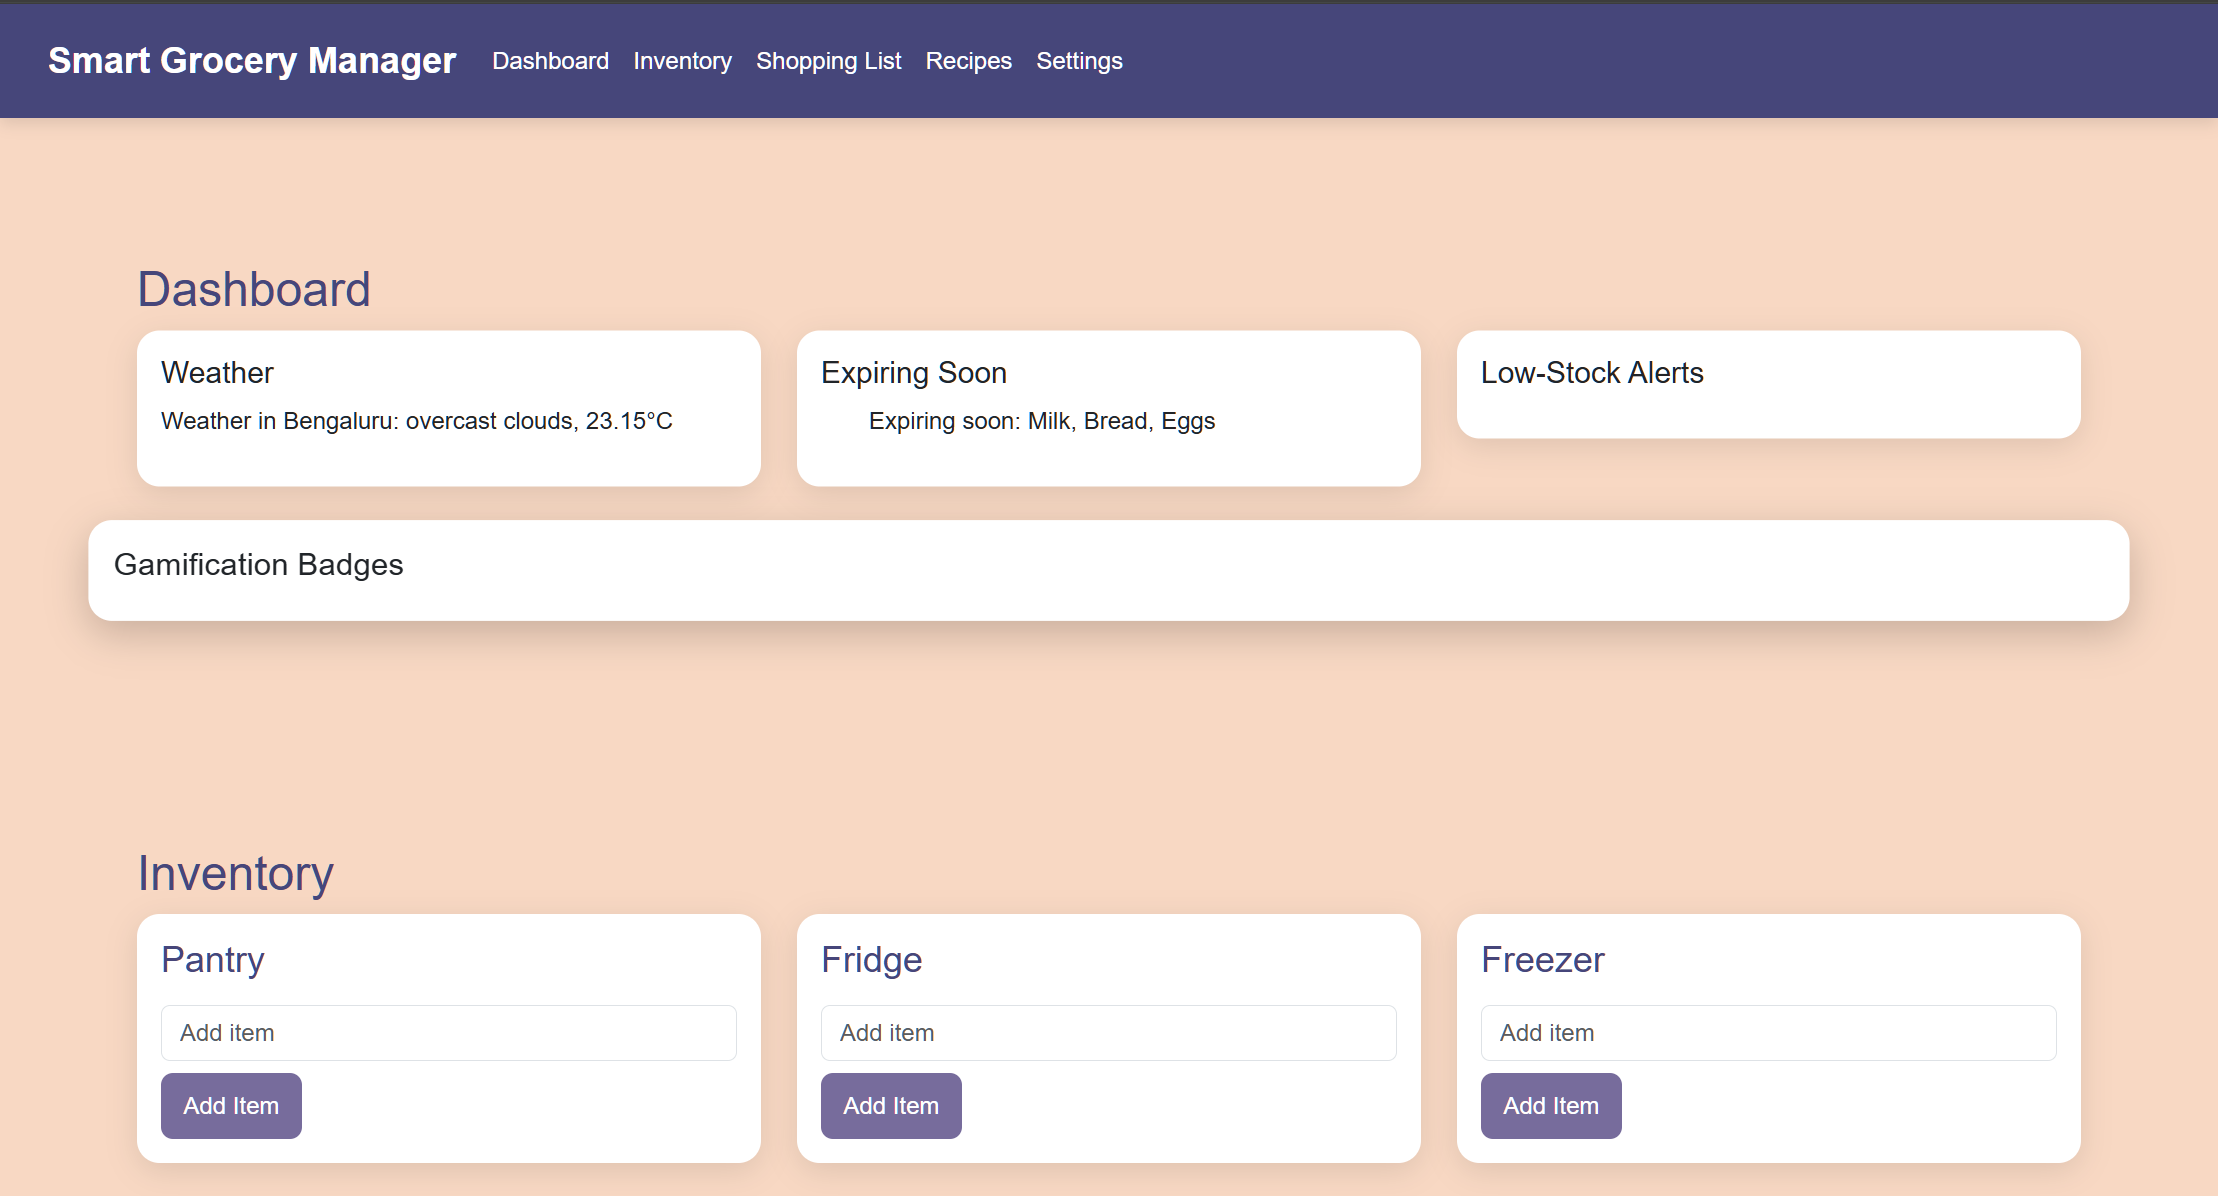 Smart Grocery Manager Dashboard Inventory Shopping List Recipes Settings
Dashboard
Weather
Weather in Bengaluru: overcast clouds, 23.15°C
Expiring Soon
Expiring soon: Milk, Bread, Eggs
Low-Stock Alerts
Gamification Badges
Inventory
Pantry
Add item
Add Item
Fridge
Add item
Add Item
Freezer
Add item
Add Item